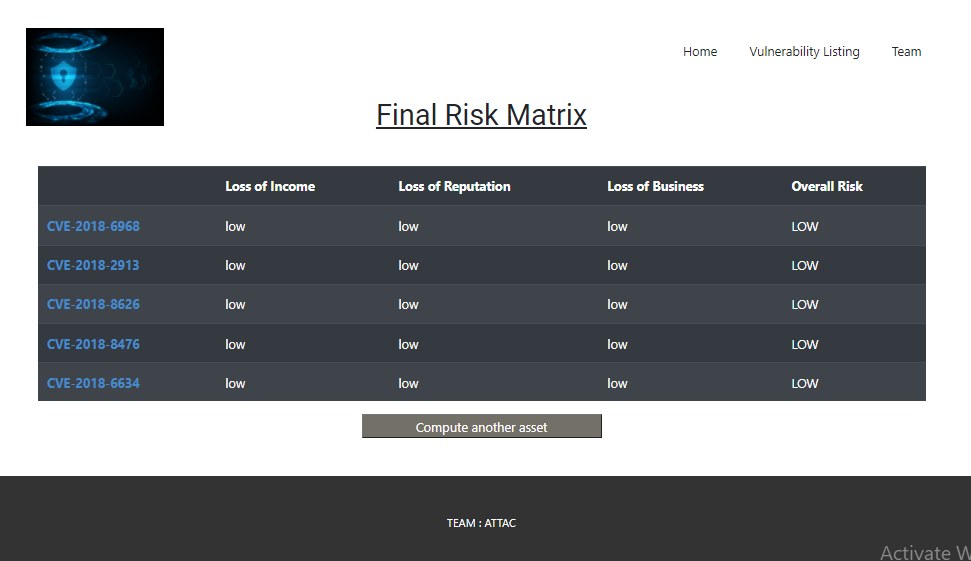 Home Vulnerability Listing Team
Final Risk Matrix
Loss of Income Loss of Reputation Loss of Business Overall Risk
CVE-2018-6968 low low low LOW
CVE-2018-2913 low low low LOW
CVE-2018-8626 low low low LOW
CVE-2018-8476 low low low LOW
CVE-2018-6634 low low low LOW
Compute another asset
TEAM : ATTAC
Activate W